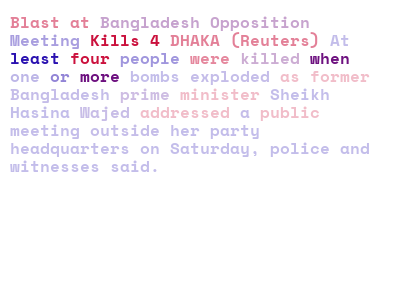 Blast at Bangladesh Opposition
Meeting Kills 4 DHAKA (Reuters) At
least four people were killed when
one or more bombs exploded as former
Bangladesh prime minister Sheikh
Hasina Wajed addressed a public
meeting outside her party
headquarters on Saturday, police and
witnesses said.